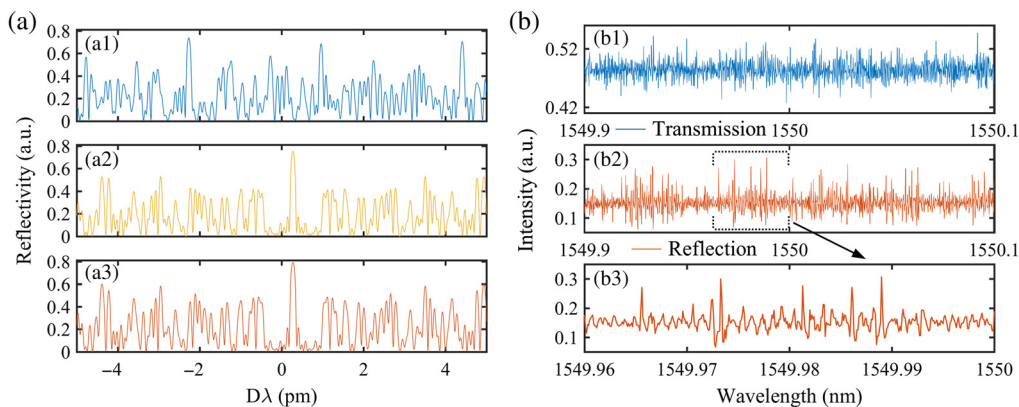 (a)
(a1)
0.8
0.6
0.4
0.2
0
(a2)
0.8
0.6
0.4
0.2
0
(a3)
0.8
0.6
0.4
0.2
0
−4 −2 0 2 4
Dλ (pm)
Reflectivity (a.u.)
(b)
(b1)
0.52
0.42
1549.9 1550 1550.1
Transmission
(b2)
0.3
0.2
0.1
1549.9 1550 1550.1
Reflection
(b3)
0.3
0.2
0.1
1549.96 1549.97 1549.98 1549.99 1550
Wavelength (nm)
Intensity (a.u.)